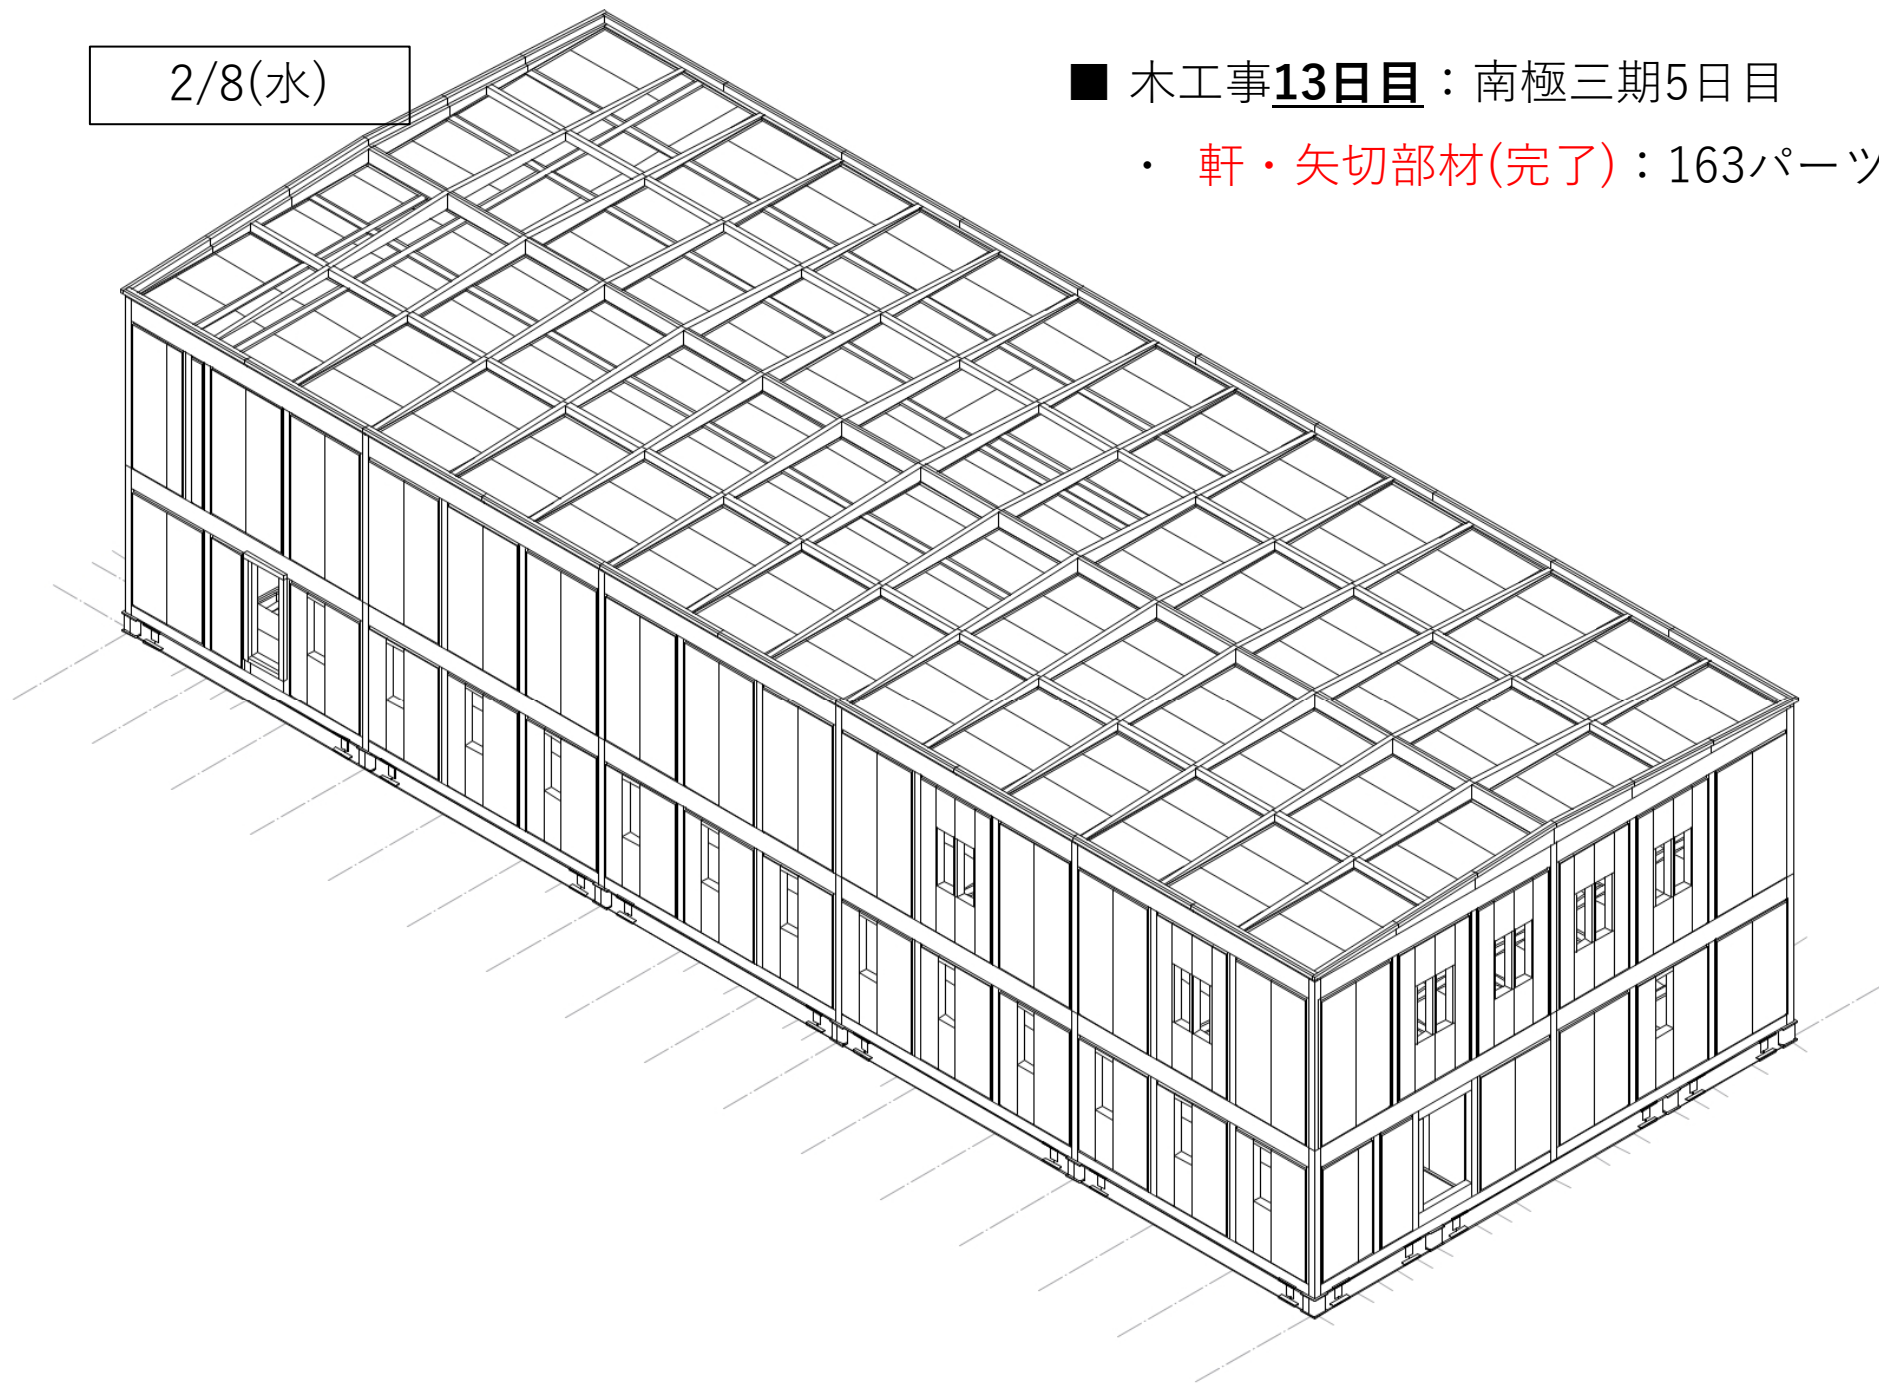 2/8(水)
■ 木工事13日目：南極三期5日目
・ 軒・矢切部材(完了)：163パーツ